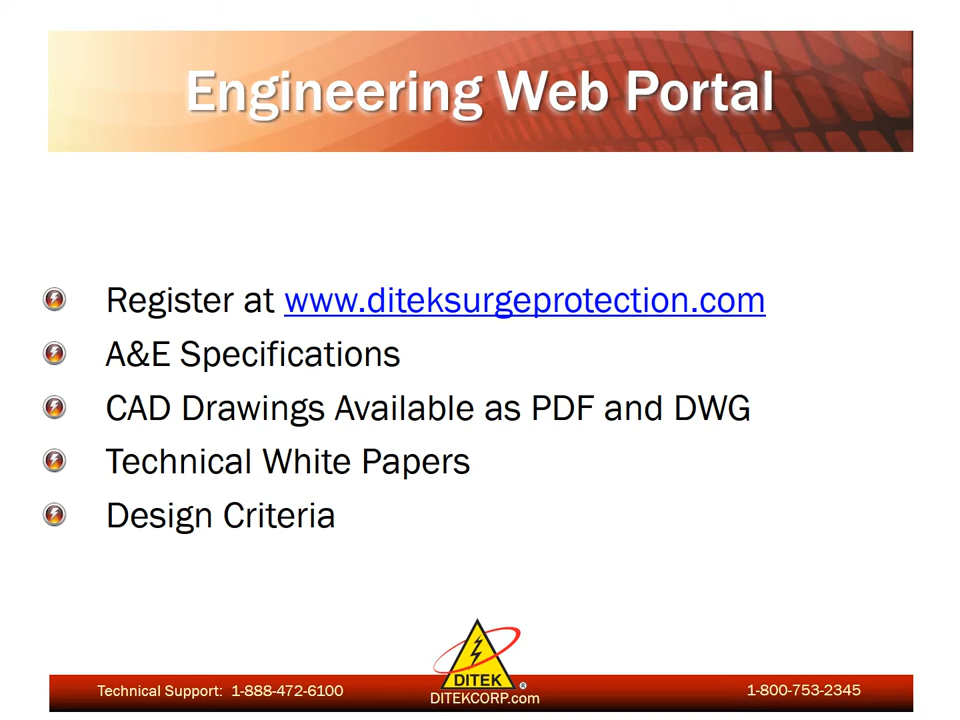 Engineering Web Portal
Register at www.diteksurgeprotection.com
A&E Specifications
CAD Drawings Available as PDF and DWG
Technical White Papers
Design Criteria
DITEK®
Technical Support: 1-888-472-6100
DITEKCORP.com
1-800-753-2345